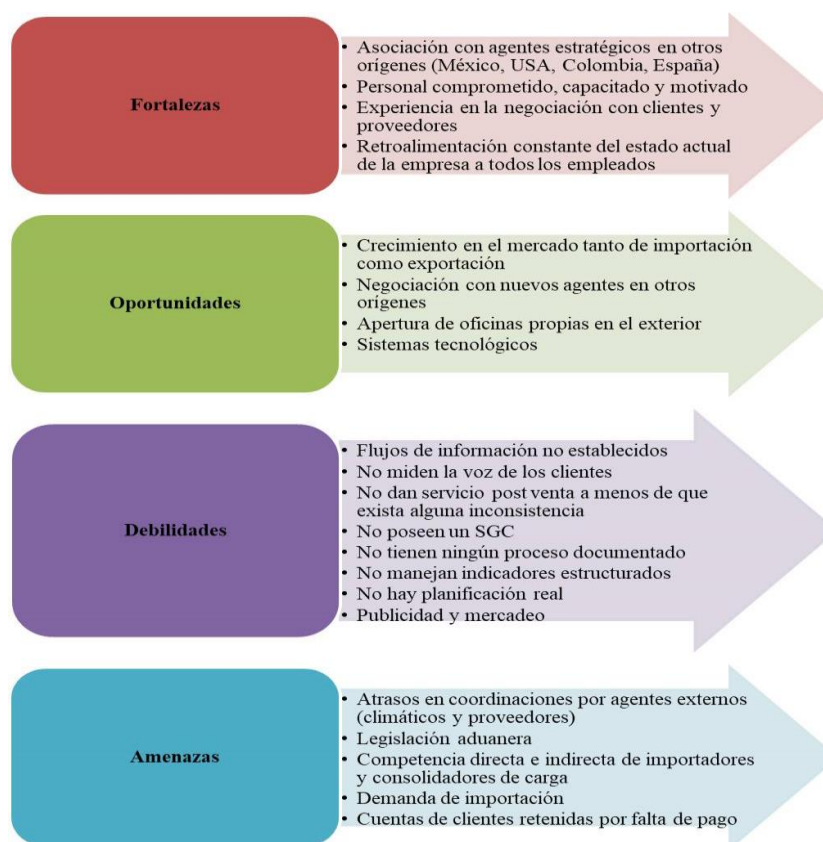 Fortalezas
• Asociación con agentes estratégicos en otros
orígenes (México, USA, Colombia, España)
• Personal comprometido, capacitado y motivado
• Experiencia en la negociación con clientes y
proveedores
• Retroalimentación constante del estado actual
de la empresa a todos los empleados
Oportunidades
• Crecimiento en el mercado tanto de importación
como exportación
• Negociación con nuevos agentes en otros
orígenes
• Apertura de oficinas propias en el exterior
• Sistemas tecnológicos
Debilidades
• Flujos de información no establecidos
• No miden la voz de los clientes
• No dan servicio post venta a menos de que
exista alguna inconsistencia
• No poseen un SGC
• No tienen ningún proceso documentado
• No manejan indicadores estructurados
• No hay planificación real
• Publicidad y mercadeo
Amenazas
• Atrasos en coordinaciones por agentes externos
(climáticos y proveedores)
• Legislación aduanera
• Competencia directa e indirecta de importadores
y consolidadores de carga
• Demanda de importación
• Cuentas de clientes retenidas por falta de pago